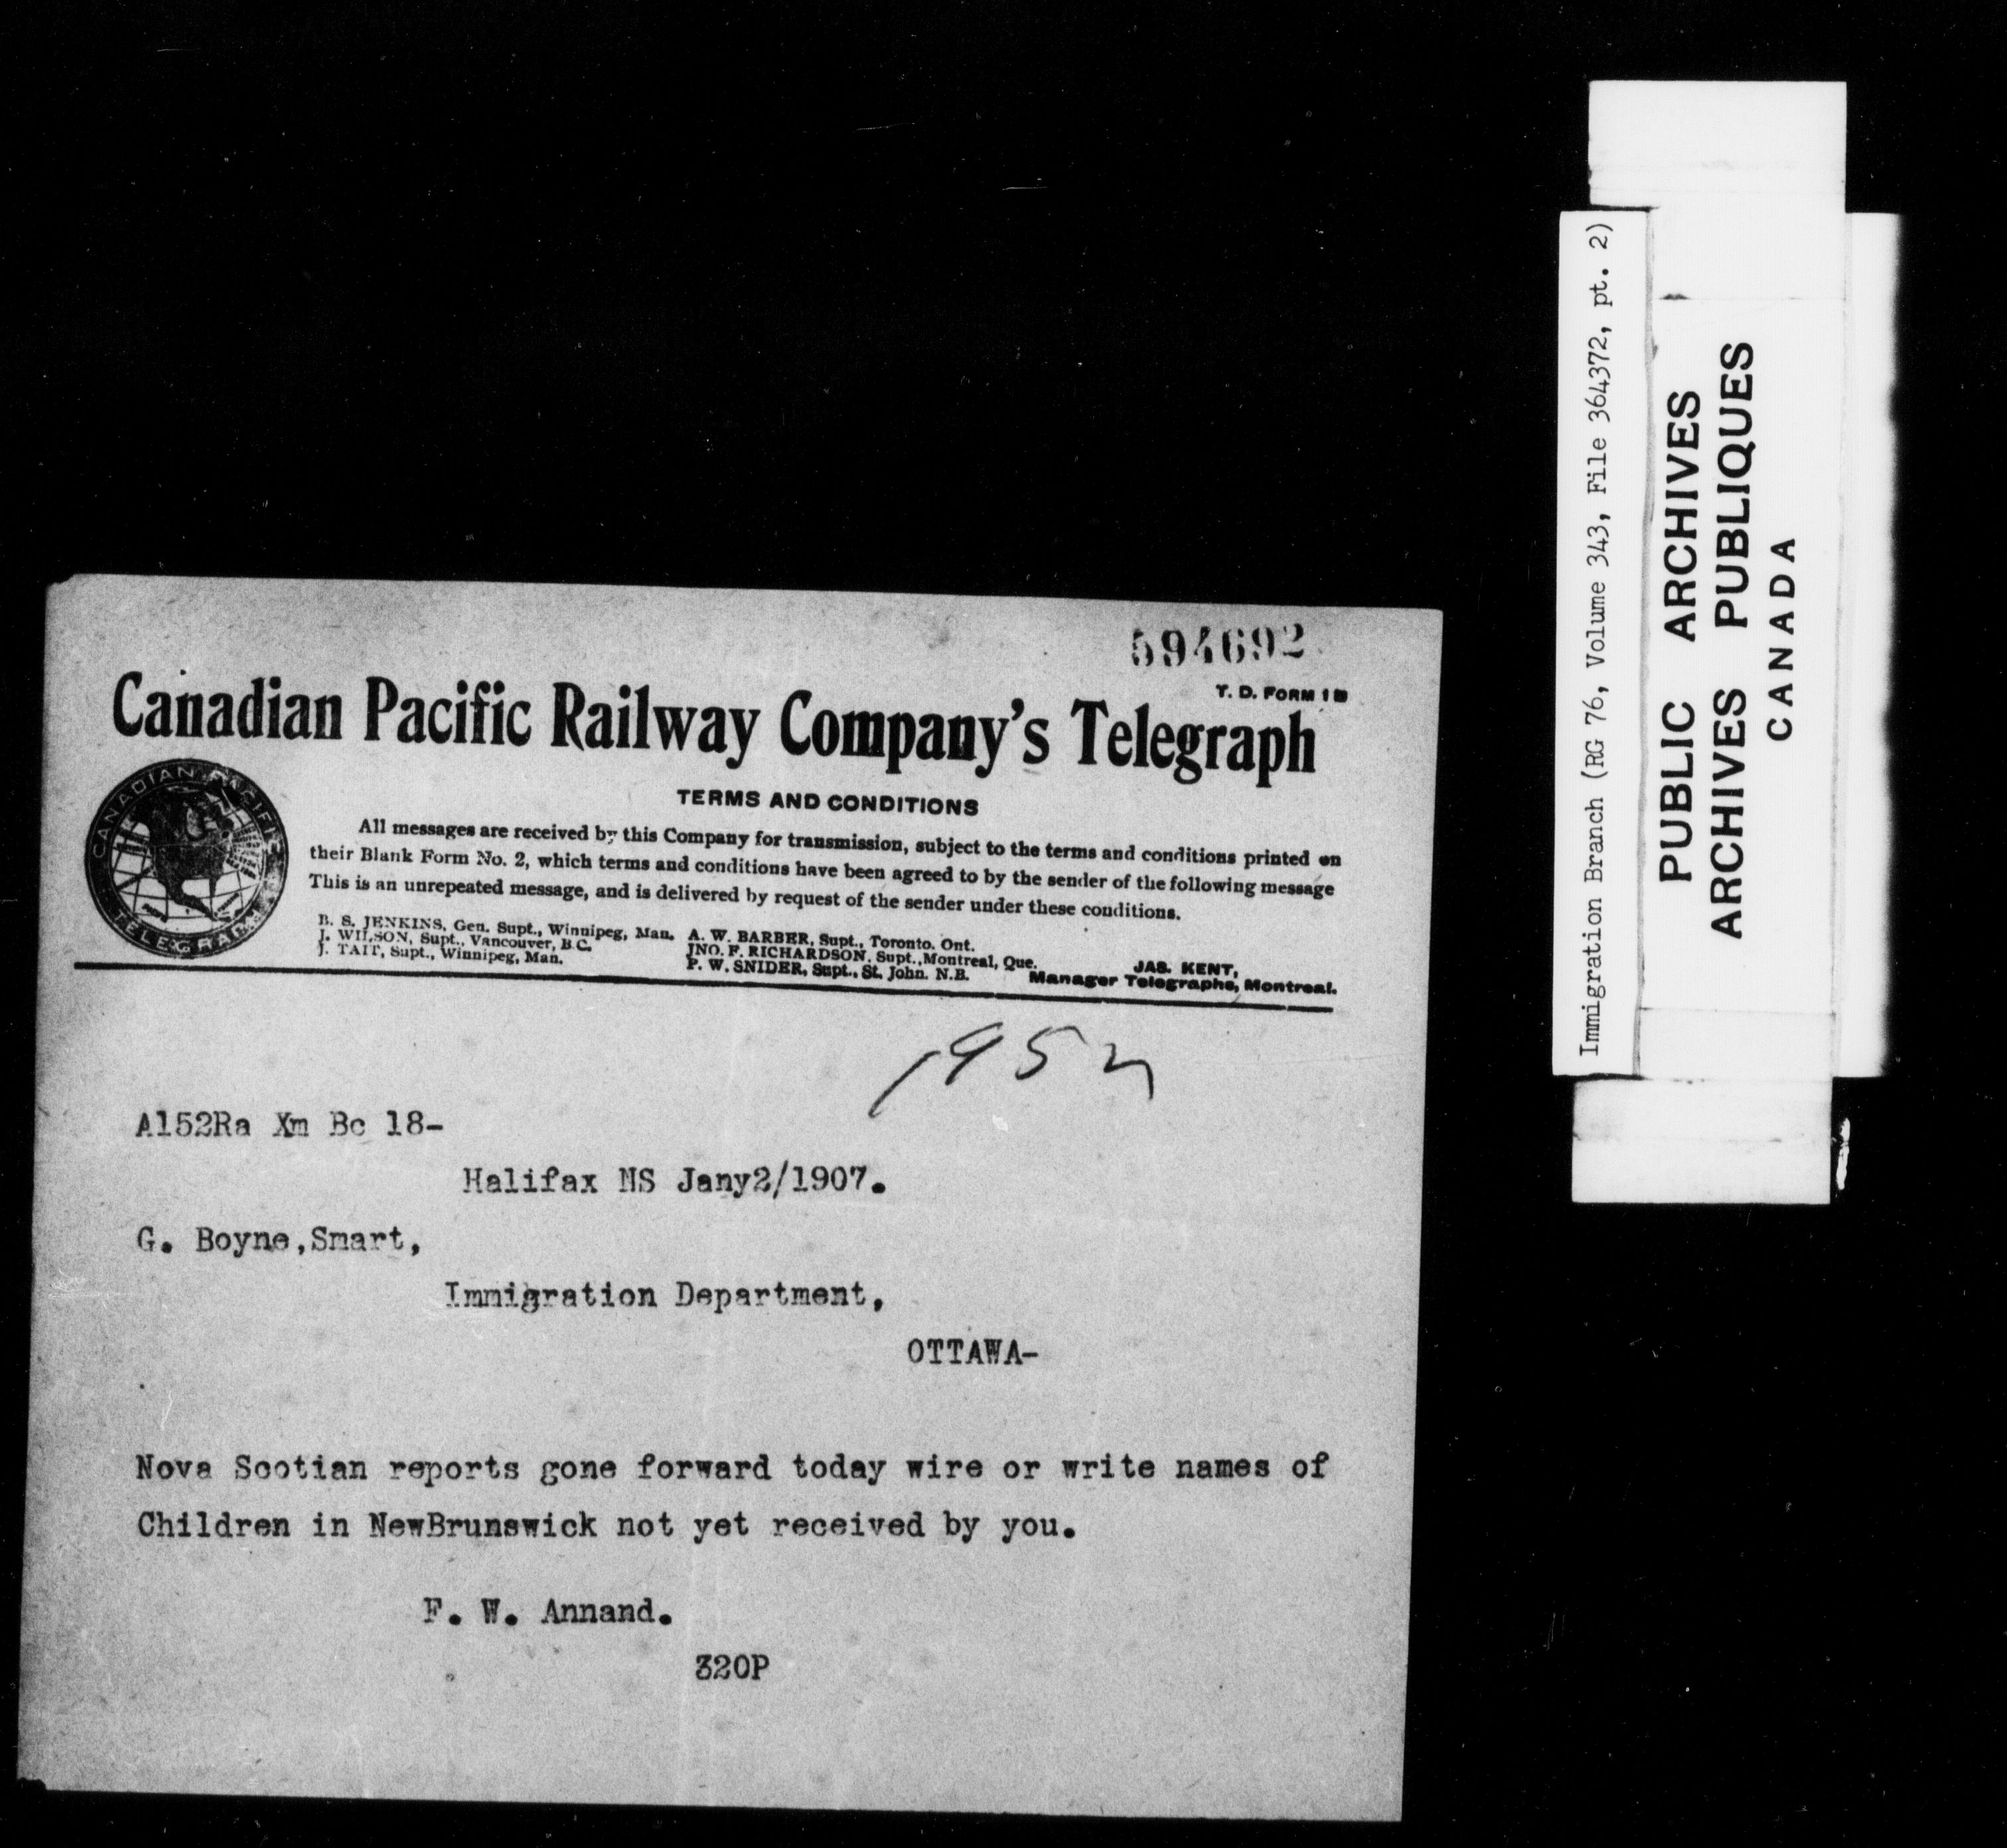 594692
T. D. FORM 1 B
Canadian Pacific Railway Company's Telegraph
CANADIAN PACIFIC
TELEGRAPH
TERMS AND CONDITIONS
All messages are received by this Company for transmission, subject to the terms and conditions printed on
their Blank Form No. 2, which terms and conditions have been agreed to by the sender of the following message
This is an unrepeated message, and is delivered by request of the sender under these conditions.
B. S. JENKINS, Gen. Supt., Winnipeg, Man.
J. WILSON, Supt., Vancouver, B.C.
J. TAIT, Supt., Winnipeg, Man.
A. W. BARBER, Supt., Toronto. Ont.
JNO. F. RICHARDSON, Supt., Montreal, Que.
P. W. SNIDER, Supt., St. John. N.B.
JAS. KENT,
Manager Telegraphs, Montreal.
A152Ra Xm Bc 18-
Halifax NS Jany2/1907.
G. Boyne,Smart,
Immigration Department,
OTTAWA-
Nova Scotian reports gone forward today wire or write names of
Children in NewBrunswick not yet received by you.
F. W. Annand.
320P
Immigration Branch (RG 76, Volume 343, File 364372, pt. 2)
PUBLIC ARCHIVES
ARCHIVES PUBLIQUES
CANADA